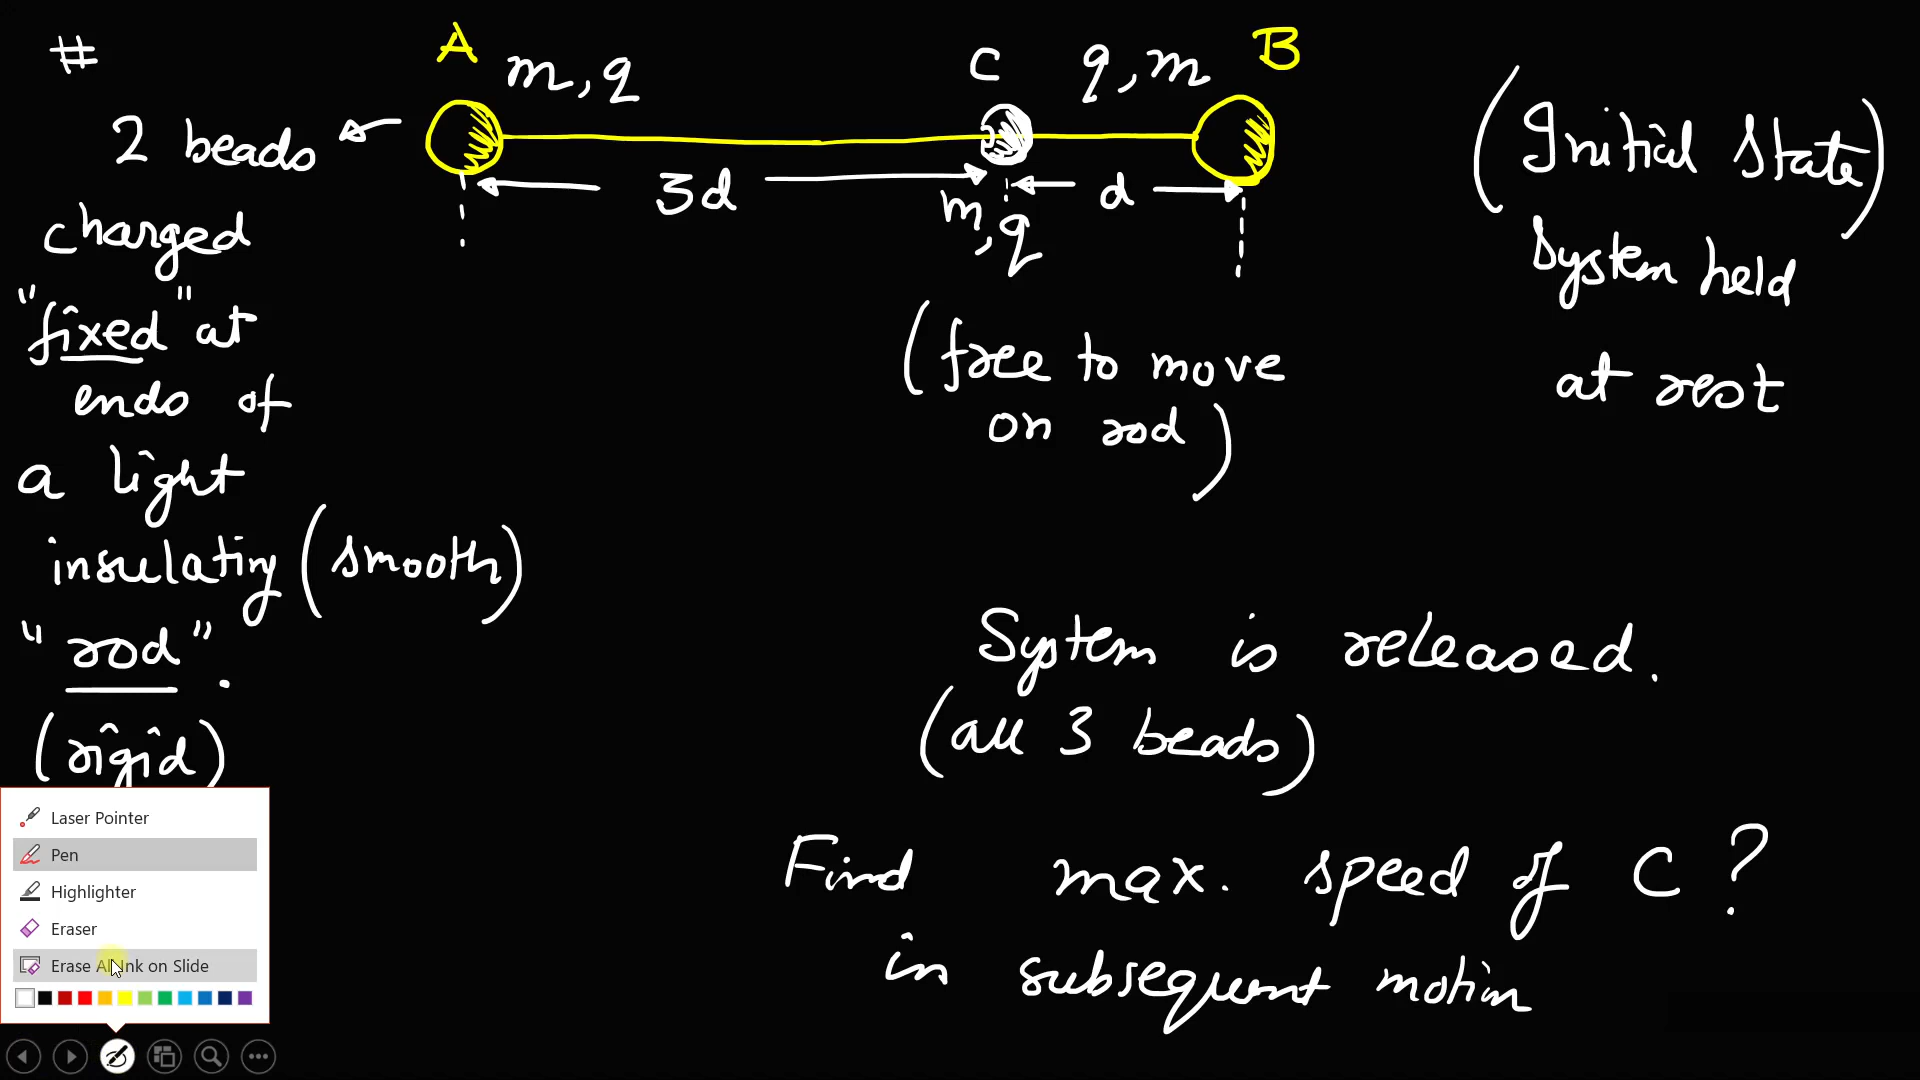 #
A
m, q
C
q, m
B
2 beads
3d
d
m, q
charged
"fixed" at
ends of
a light
insulating (smooth)
"rod".
(rigid)
(free to move
on rod)
(Initial State)
System held
at rest
System is released.
(all 3 beads)
Find max. speed of C ?
in subsequent motion
Laser Pointer
Pen
Highlighter
Eraser
Erase All Ink on Slide